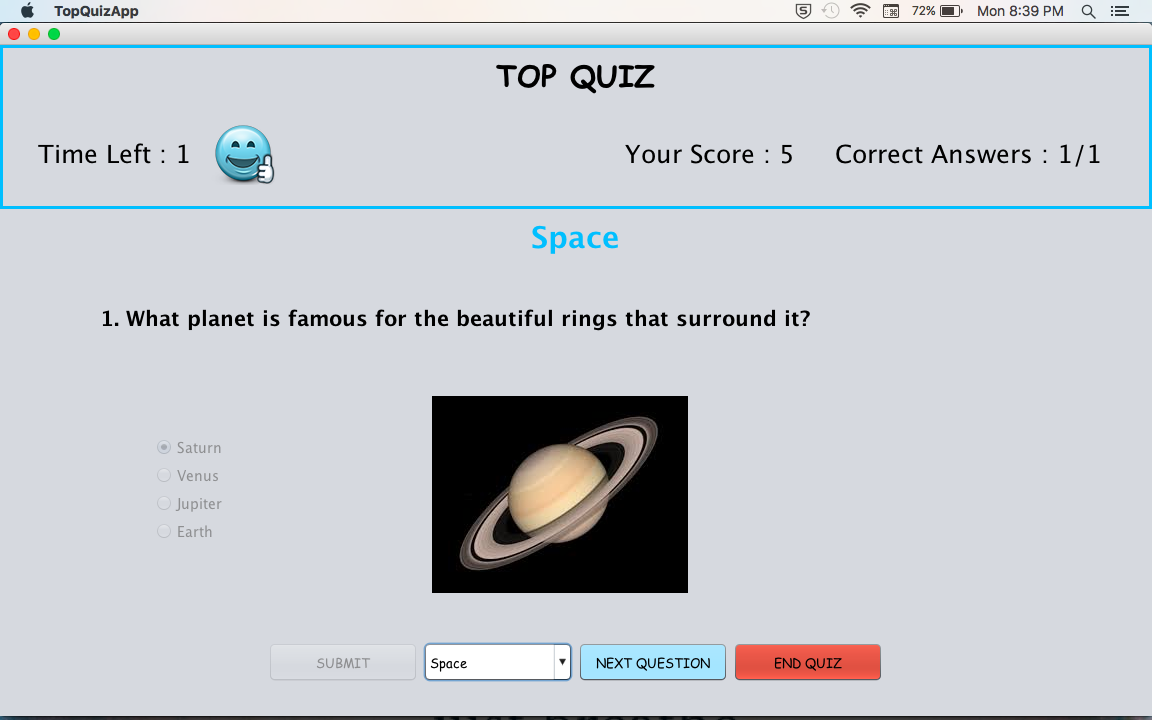 TopQuizApp 72% Mon 8:39 PM
TOP QUIZ
Time Left : 1 Your Score : 5 Correct Answers : 1/1
Space
1. What planet is famous for the beautiful rings that surround it?
Saturn
Venus
Jupiter
Earth
SUBMIT Space NEXT QUESTION END QUIZ